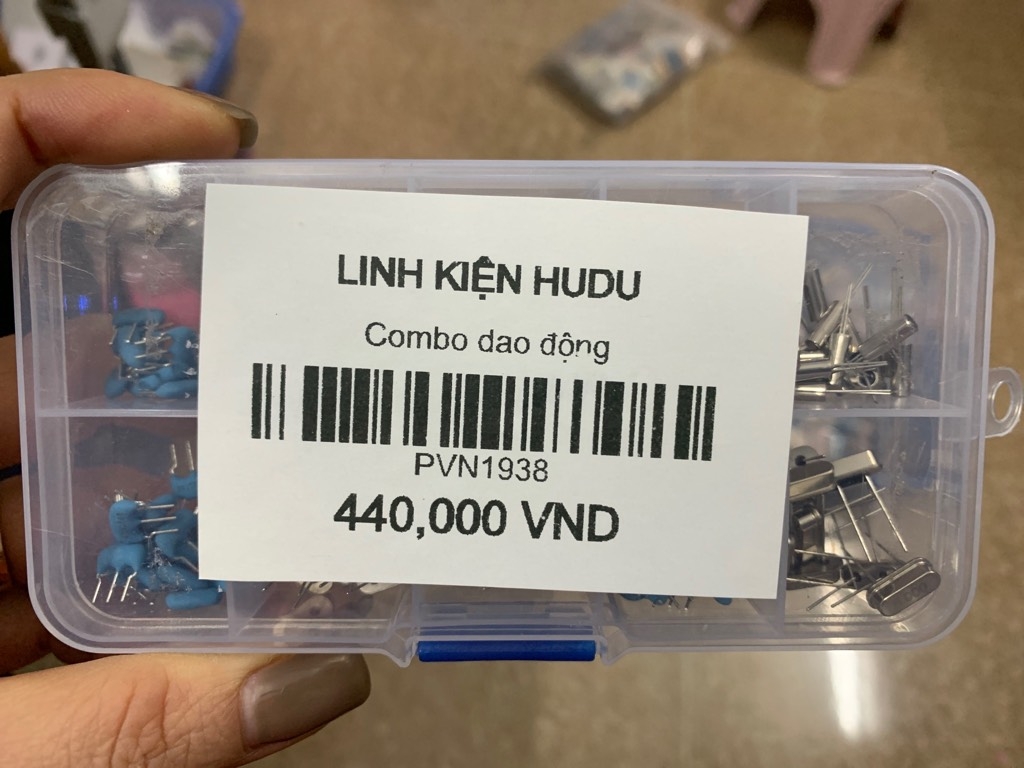 LINH KIỆN HUDU
Combo dao động
PVN1938
440,000 VND